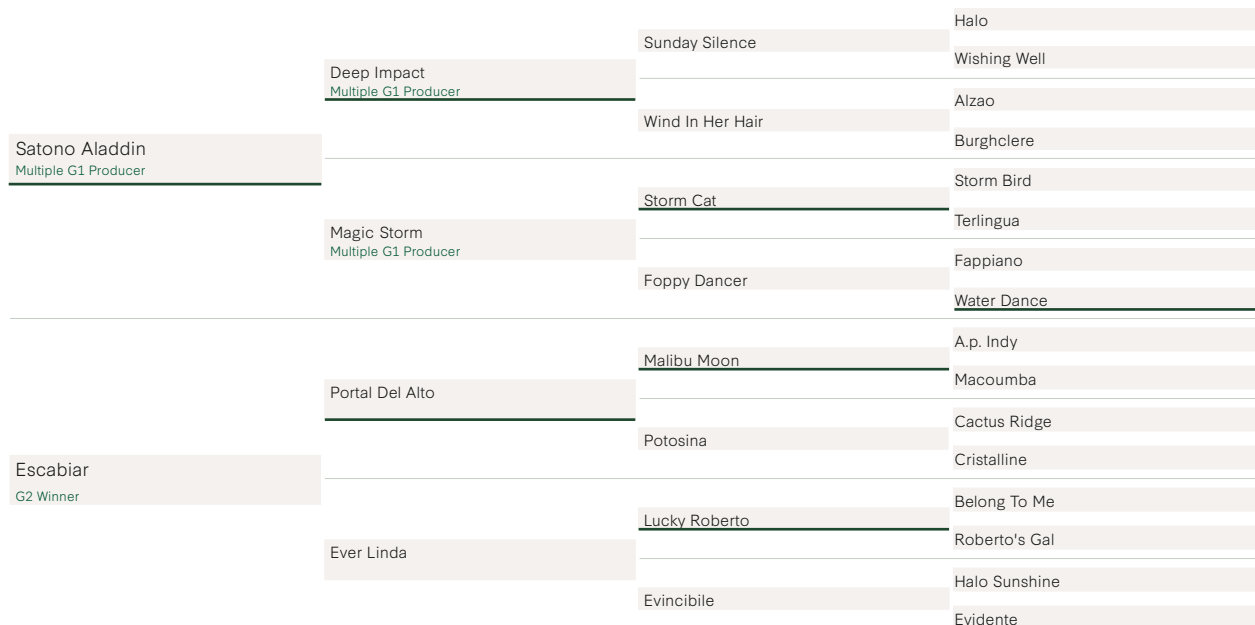 Halo
Sunday Silence
Wishing Well
Deep Impact
Multiple G1 Producer
Alzao
Wind In Her Hair
Burghclere
Satono Aladdin
Multiple G1 Producer
Storm Bird
Storm Cat
Terlingua
Magic Storm
Multiple G1 Producer
Fappiano
Foppy Dancer
Water Dance
A.p. Indy
Malibu Moon
Macoumba
Portal Del Alto
Cactus Ridge
Potosina
Cristalline
Escabiar
G2 Winner
Belong To Me
Lucky Roberto
Roberto's Gal
Ever Linda
Halo Sunshine
Evincibile
Evidente